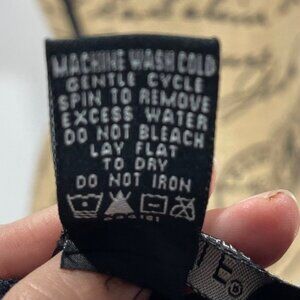 MACHINE WASH COLD
GENTLE CYCLE
SPIN TO REMOVE
EXCESS WATER
DO NOT BLEACH
LAY FLAT
TO DRY
DO NOT IRON
E